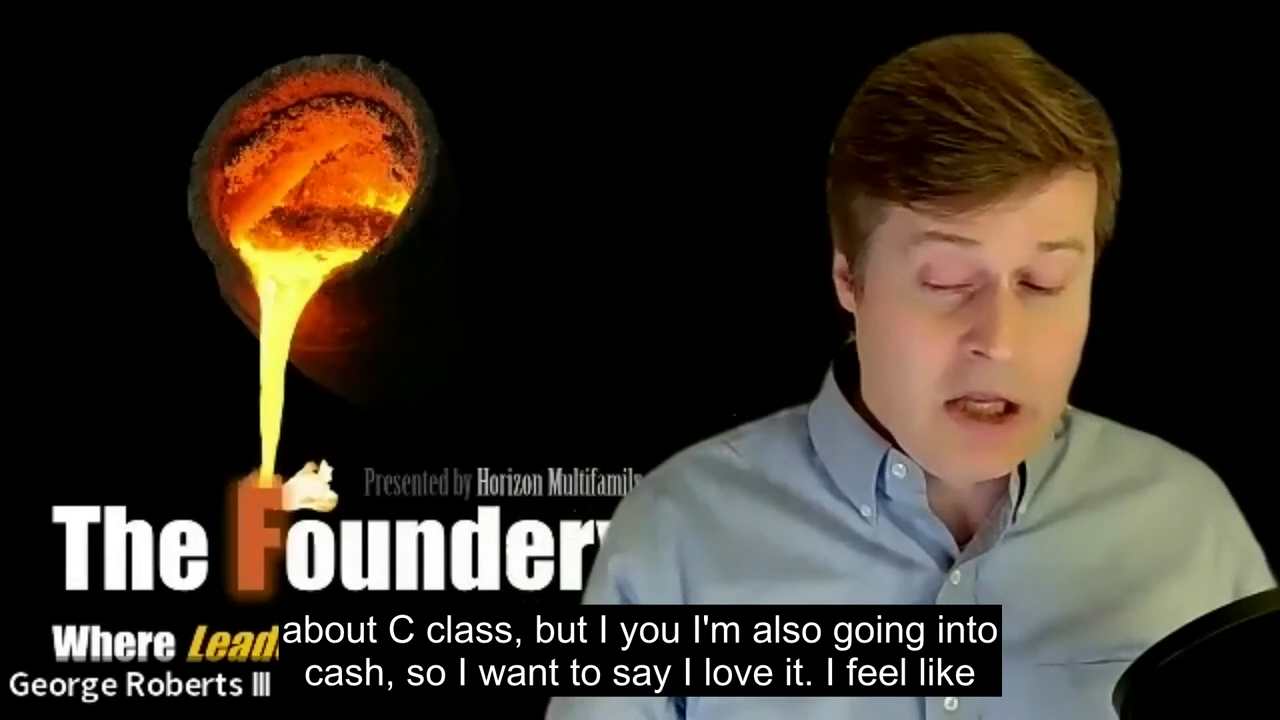 Presented by Horizon Multifamily
The Foundery
Where Lead
about C class, but I you I'm also going into
cash, so I want to say I love it. I feel like
George Roberts III